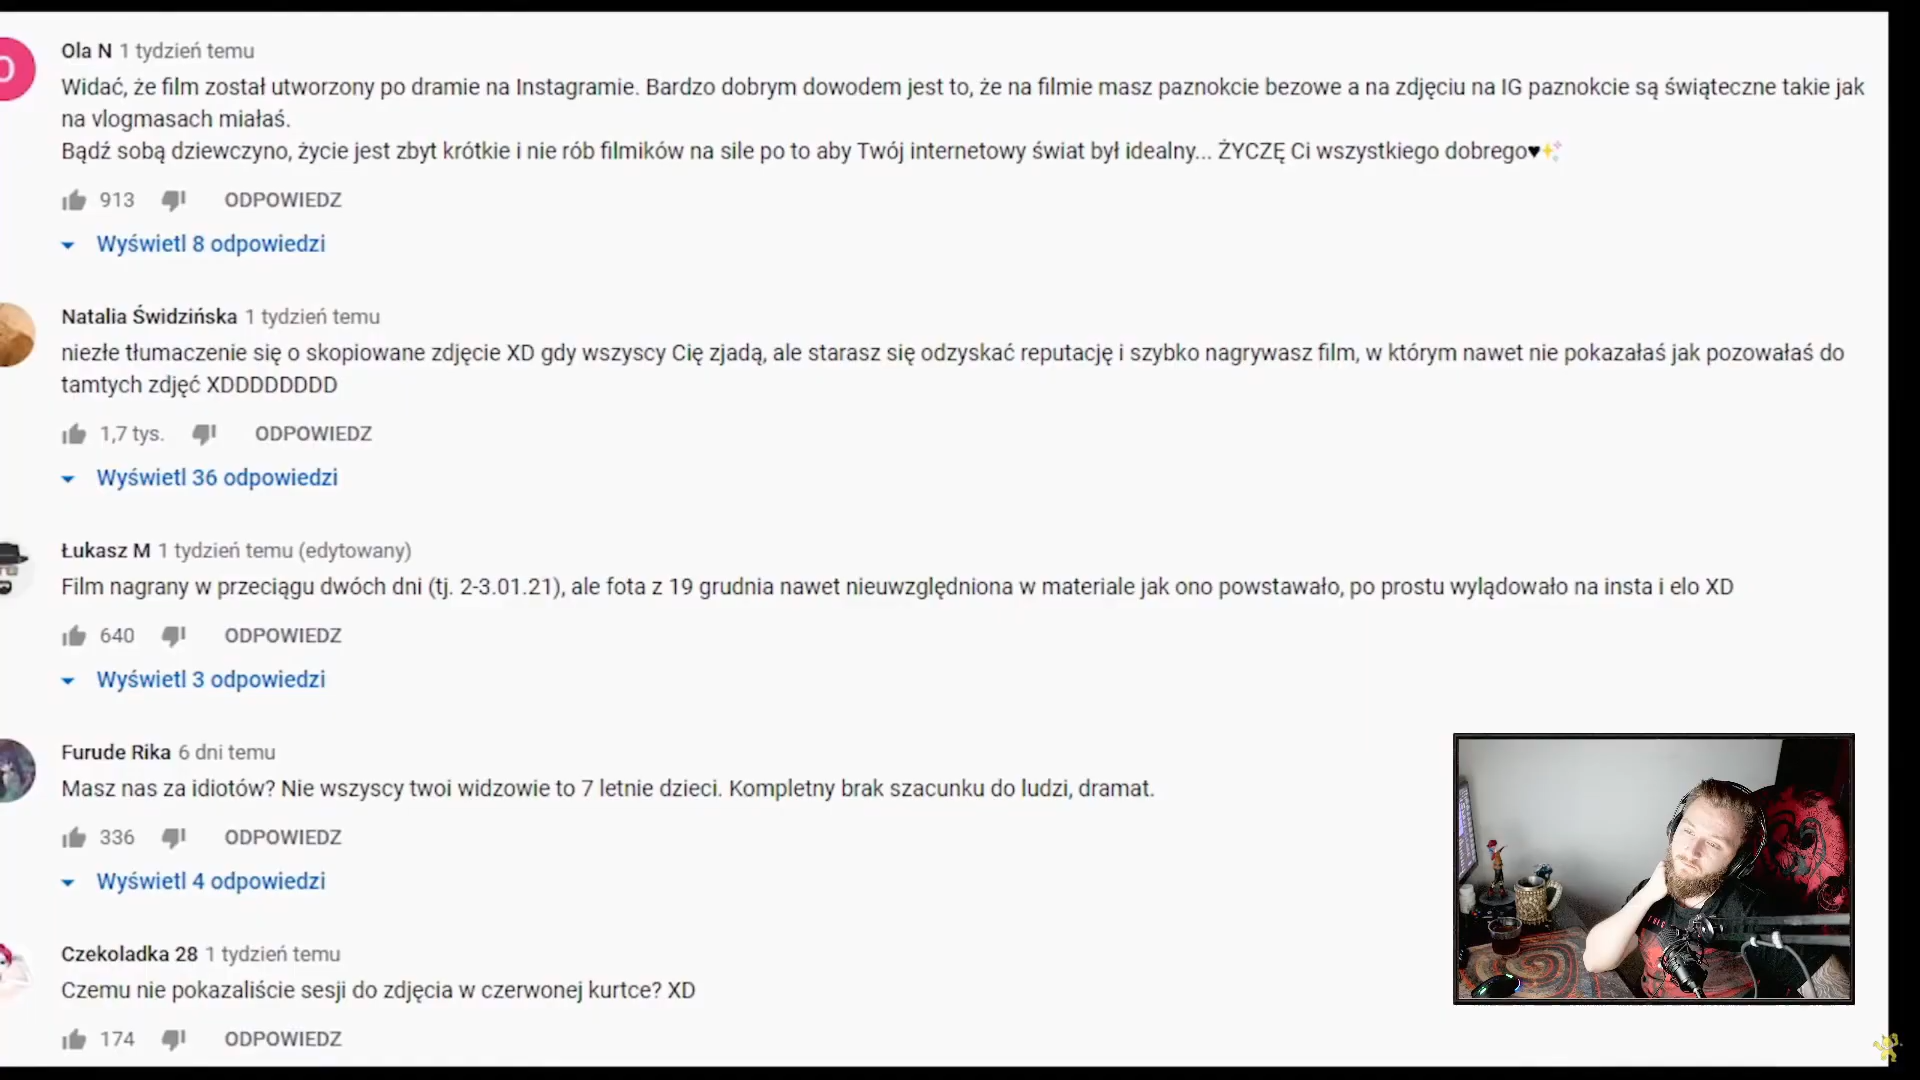 Ola N 1 tydzień temu
Widać, że film został utworzony po dramie na Instagramie. Bardzo dobrym dowodem jest to, że na filmie masz paznokcie bezowe a na zdjęciu na IG paznokcie są świąteczne takie jak
na vlogmasach miałaś.
Bądź sobą dziewczyno, życie jest zbyt krótkie i nie rób filmików na sile po to aby Twój internetowy świat był idealny... ŻYCZĘ Ci wszystkiego dobrego♥✨
913 ODPOWIEDZ
Wyświetl 8 odpowiedzi
Natalia Świdzińska 1 tydzień temu
niezłe tłumaczenie się o skopiowane zdjęcie XD gdy wszyscy Cię zjadą, ale starasz się odzyskać reputację i szybko nagrywasz film, w którym nawet nie pokazałaś jak pozowałaś do
tamtych zdjęć XDDDDDDDD
1,7 tys. ODPOWIEDZ
Wyświetl 36 odpowiedzi
Łukasz M 1 tydzień temu (edytowany)
Film nagrany w przeciągu dwóch dni (tj. 2-3.01.21), ale fota z 19 grudnia nawet nieuwzględniona w materiale jak ono powstawało, po prostu wylądowało na insta i elo XD
640 ODPOWIEDZ
Wyświetl 3 odpowiedzi
Furude Rika 6 dni temu
Masz nas za idiotów? Nie wszyscy twoi widzowie to 7 letnie dzieci. Kompletny brak szacunku do ludzi, dramat.
336 ODPOWIEDZ
Wyświetl 4 odpowiedzi
Czekoladka 28 1 tydzień temu
Czemu nie pokazaliście sesji do zdjęcia w czerwonej kurtce? XD
174 ODPOWIEDZ